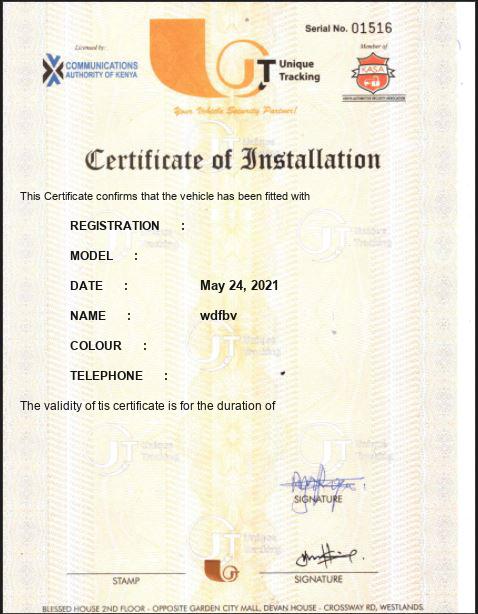 Serial No. 01516
Licensed by:
COMMUNICATIONS
AUTHORITY OF KENYA
UT Unique
Tracking
Member of
KASA
KENYA AUTOMOTIVE SECURITY ASSOCIATION
Your Vehicle Security Partner!
Certificate of Installation
This Certificate confirms that the vehicle has been fitted with
REGISTRATION :
MODEL :
DATE : May 24, 2021
NAME : wdfbv
COLOUR :
TELEPHONE :
The validity of tis certificate is for the duration of
SIGNATURE
STAMP
SIGNATURE
BLESSED HOUSE 2ND FLOOR - OPPOSITE GARDEN CITY MALL, DEVAN HOUSE - CROSSWAY RD, WESTLANDS.